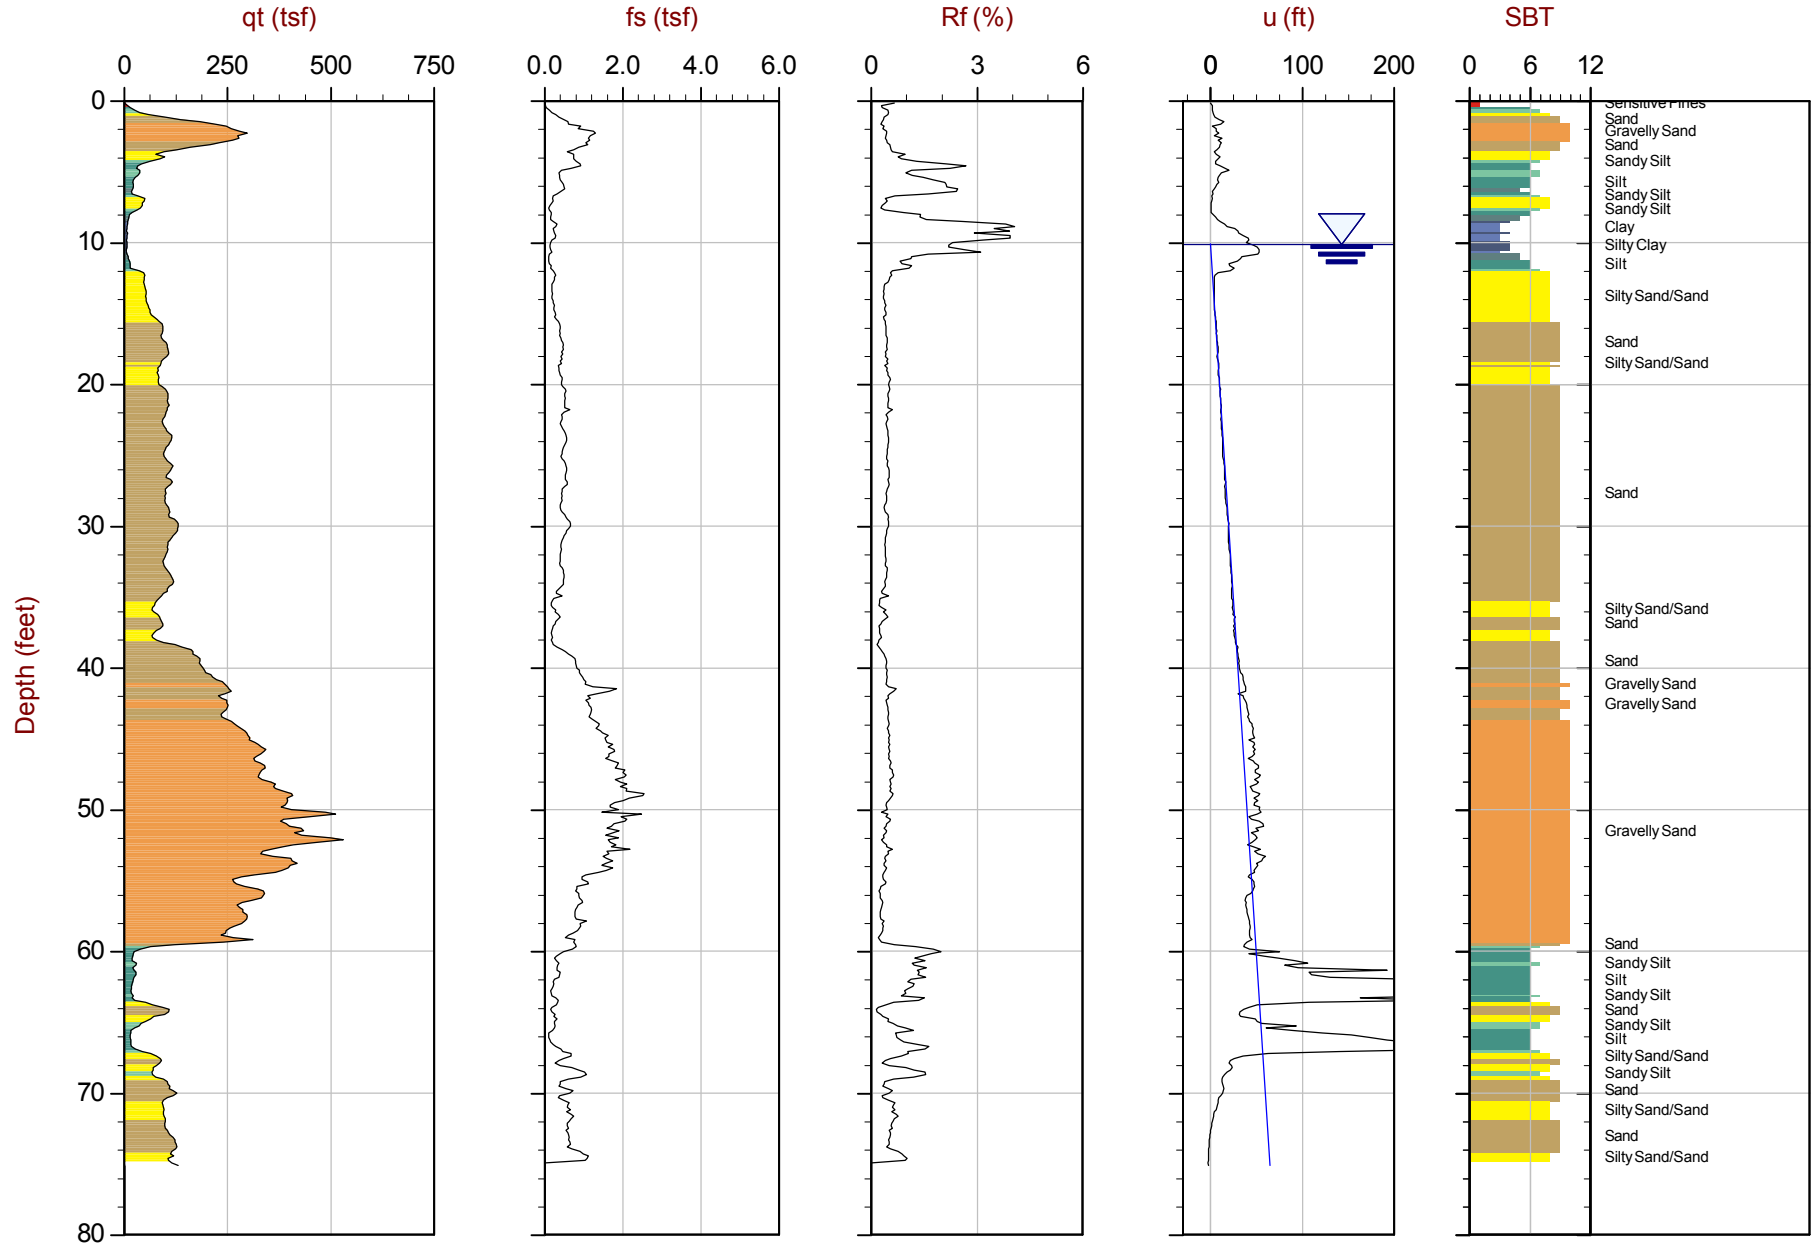 qt (tsf) fs (tsf) Rf (%) u (ft) SBT
0 250 500 750 0.0 2.0 4.0 6.0 0 3 6 0 100 200 0 6 12
0
Sensitive Fines
Sand
Gravelly Sand
Sand
Sandy Silt
Silt
Sandy Silt
Sandy Silt
Clay
10
Silty Clay
Silt
Silty Sand/Sand
Sand
Silty Sand/Sand
20
Sand
30
Silty Sand/Sand
Sand
Sand
40
Gravelly Sand
Gravelly Sand
Depth (feet)
50
Gravelly Sand
Sand
60
Sandy Silt
Silt
Sandy Silt
Sand
Sandy Silt
Silt
Silty Sand/Sand
Sandy Silt
Sand
70
Silty Sand/Sand
Sand
Silty Sand/Sand
80